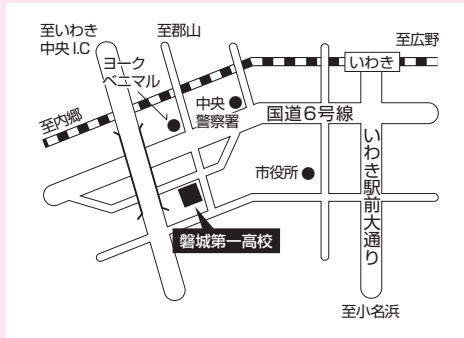 至いわき
中央I.C
至郡山
至広野
ヨーク
ベニマル
いわき
中央
警察署
至内郷
国道6号線
市役所
いわき駅前大通り
磐城第一高校
至小名浜